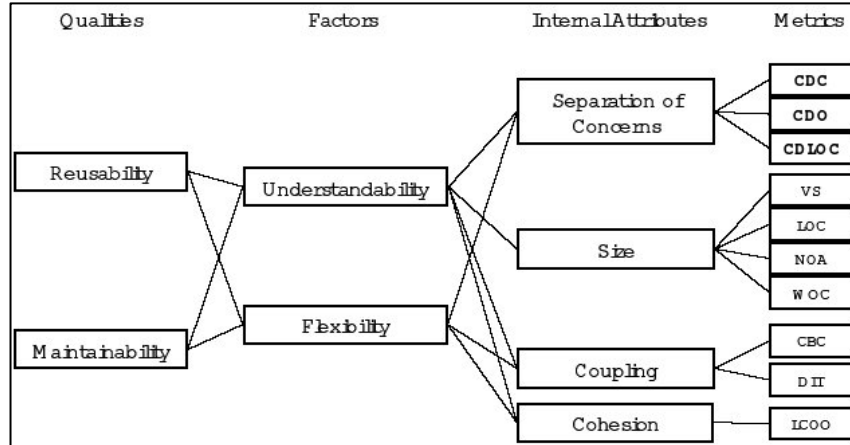 Qualities Factors Internal Attributes Metrics
CDC
Separation of
Concerns
CDO
CDLOC
Reusability
Understandability
VS
LOC
Size
NOA
WOC
Flexibility
Maintainability
CBC
Coupling
DIT
Cohesion
LCOO